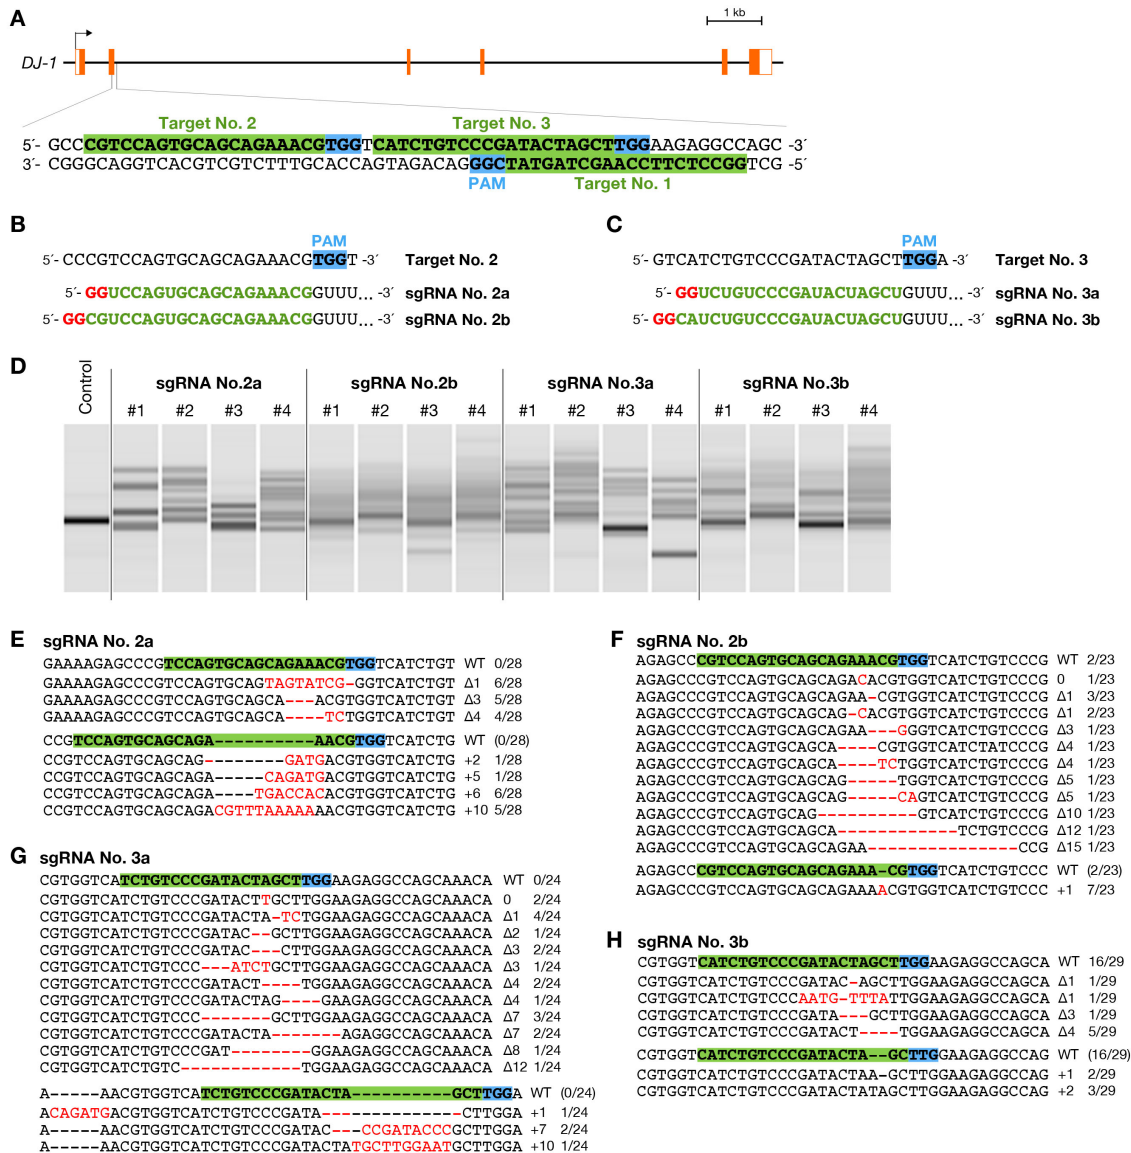 A
1 kb
DJ-1
Target No. 2 Target No. 3
5´- GCCCGTCCAGTGCAGCAGAAACGTGGTCATCTGTCCCGATACTAGCTTGGAAGAGGCCAGC -3´
3´- CGGGCAGGTCACGTCGTCTTTGCACCAGTAGACAGGGCTATGATCGAACCTTCTCCGGTCG -5´
PAM Target No. 1
B
PAM
5´- CCCGTCCAGTGCAGCAGAAACGTGGT -3´ Target No. 2
5´- GGUCCAGUGCAGCAGAAACGGUUU... -3´ sgRNA No. 2a
5´- GGCGUCCAGUGCAGCAGAAACGGUUU... -3´ sgRNA No. 2b
C
PAM
5´- GTCATCTGTCCCGATACTAGCTTGGA -3´ Target No. 3
5´- GGUCUGUCCCGAUACUAGCUGUUU... -3´ sgRNA No. 3a
5´- GGCAUCUGUCCCGAUACUAGCUGUUU... -3´ sgRNA No. 3b
D
Control
sgRNA No.2a sgRNA No.2b sgRNA No.3a sgRNA No.3b
#1 #2 #3 #4 #1 #2 #3 #4 #1 #2 #3 #4 #1 #2 #3 #4
E sgRNA No. 2a
GAAAAGAGCCCGTCCAGTGCAGCAGAAACGTGGTCATCTGT WT 0/28
GAAAAGAGCCCGTCCAGTGCAGTAGTATCG-GGTCATCTGT Δ1 6/28
GAAAAGAGCCCGTCCAGTGCAGCA---ACGTGGTCATCTGT Δ3 5/28
GAAAAGAGCCCGTCCAGTGCAGCA----TCTGGTCATCTGT Δ4 4/28
CCGTCCAGTGCAGCAGA----------AACGTGGTCATCTG WT (0/28)
CCGTCCAGTGCAGCAG--------GATGACGTGGTCATCTG +2 1/28
CCGTCCAGTGCAGCAGA-----CAGATGACGTGGTCATCTG +5 1/28
CCGTCCAGTGCAGCAGA----TGACCACACGTGGTCATCTG +6 6/28
CCGTCCAGTGCAGCAGACGTTTAAAAAAACGTGGTCATCTG +10 5/28
F sgRNA No. 2b
AGAGCCCGTCCAGTGCAGCAGAAACGTGGTCATCTGTCCCG WT 2/23
AGAGCCCGTCCAGTGCAGCAGACACGTGGTCATCTGTCCCG 0 1/23
AGAGCCCGTCCAGTGCAGCAGAA-CGTGGTCATCTGTCCCG Δ1 3/23
AGAGCCCGTCCAGTGCAGCAG-CACGTGGTCATCTGTCCCG Δ1 2/23
AGAGCCCGTCCAGTGCAGCAGAA---GGGTCATCTGTCCCG Δ3 1/23
AGAGCCCGTCCAGTGCAGCA----CGTGGTCATCTATCCCG Δ4 1/23
AGAGCCCGTCCAGTGCAGCA----TCTGGTCATCTGTCCCG Δ4 1/23
AGAGCCCGTCCAGTGCAGCAG-----TGGTCATCTGTCCCG Δ5 1/23
AGAGCCCGTCCAGTGCAGCAG-----CAGTCATCTGTCCCG Δ5 1/23
AGAGCCCGTCCAGTGCAG----------GTCATCTGTCCCG Δ10 1/23
AGAGCCCGTCCAGTGCAGCA------------TCTGTCCCG Δ12 1/23
AGAGCCCGTCCAGTGCAGCAGAA---------------CCG Δ15 1/23
AGAGCCCGTCCAGTGCAGCAGAAA-CGTGGTCATCTGTCCC WT (2/23)
AGAGCCCGTCCAGTGCAGCAGAAAACGTGGTCATCTGTCCC +1 7/23
G sgRNA No. 3a
CGTGGTCATCTGTCCCGATACTAGCTTGGAAGAGGCCAGCAAACA WT 0/24
CGTGGTCATCTGTCCCGATACTTGCTTGGAAGAGGCCAGCAAACA 0 2/24
CGTGGTCATCTGTCCCGATACTA-TCTGGAAGAGGCCAGCAAACA Δ1 4/24
CGTGGTCATCTGTCCCGATAC--GCTTGGAAGAGGCCAGCAAACA Δ2 1/24
CGTGGTCATCTGTCCCGATAC---CTTGGAAGAGGCCAGCAAACA Δ3 2/24
CGTGGTCATCTGTCCC---ATCTGCTTGGAAGAGGCCAGCAAACA Δ3 1/24
CGTGGTCATCTGTCCCGATACT----TGGAAGAGGCCAGCAAACA Δ4 2/24
CGTGGTCATCTGTCCCGATACTAG----GAAGAGGCCAGCAAACA Δ4 1/24
CGTGGTCATCTGTCCC-------GCTTGGAAGAGGCCAGCAAACA Δ7 3/24
CGTGGTCATCTGTCCCGATACTA-------AGAGGCCAGCAAACA Δ7 2/24
CGTGGTCATCTGTCCCGAT--------GGAAGAGGCCAGCAAACA Δ8 1/24
CGTGGTCATCTGTC------------TGGAAGAGGCCAGCAAACA Δ12 1/24
A-----AACGTGGTCATCTGTCCCGATACTA----------GCTTGGA WT (0/24)
ACAGATGACGTGGTCATCTGTCCCGATA--------------CTTGGA +1 1/24
A-----AACGTGGTCATCTGTCCCGATAC---CCGATACCCGCTTGGA +7 2/24
A-----AACGTGGTCATCTGTCCCGATACTATGCTTGGAATGCTTGGA +10 1/24
H sgRNA No. 3b
CGTGGTCATCTGTCCCGATACTAGCTTGGAAGAGGCCAGCA WT 16/29
CGTGGTCATCTGTCCCGATAC-AGCTTGGAAGAGGCCAGCA Δ1 1/29
CGTGGTCATCTGTCCCAATG-TTTATTGGAAGAGGCCAGCA Δ1 1/29
CGTGGTCATCTGTCCCGATA---GCTTGGAAGAGGCCAGCA Δ3 1/29
CGTGGTCATCTGTCCCGATACT----TGGAAGAGGCCAGCA Δ4 5/29
CGTGGTCATCTGTCCCGATACTA--GCTTGGAAGAGGCCAG WT (16/29)
CGTGGTCATCTGTCCCGATACTAA-GCTTGGAAGAGGCCAG +1 2/29
CGTGGTCATCTGTCCCGATACTATAGCTTGGAAGAGGCCAG +2 3/29